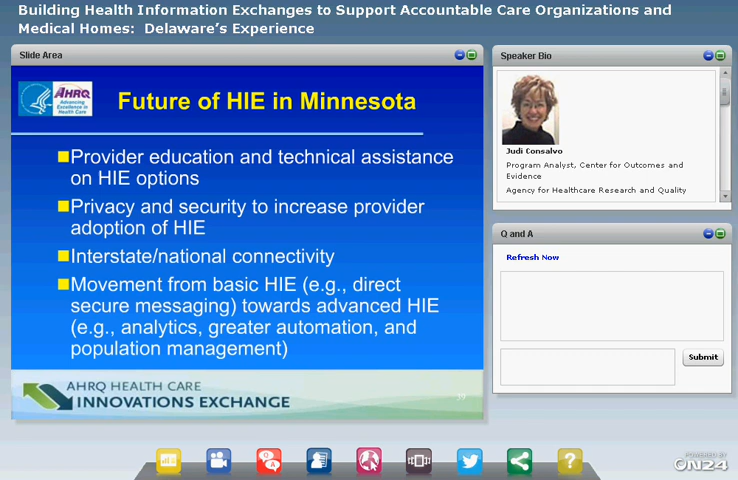 Building Health Information Exchanges to Support Accountable Care Organizations and
Medical Homes: Delaware's Experience
Slide Area
AHRQ
Advancing
Excellence in
Health Care
Future of HIE in Minnesota
Provider education and technical assistance
on HIE options
Privacy and security to increase provider
adoption of HIE
Interstate/national connectivity
Movement from basic HIE (e.g., direct
secure messaging) towards advanced HIE
(e.g., analytics, greater automation, and
population management)
AHRQ HEALTH CARE
INNOVATIONS EXCHANGE
39
Speaker Bio
Judi Consalvo
Program Analyst, Center for Outcomes and
Evidence
Agency for Healthcare Research and Quality
Q and A
Refresh Now
Submit
Q
A
?
POWERED BY
ON24